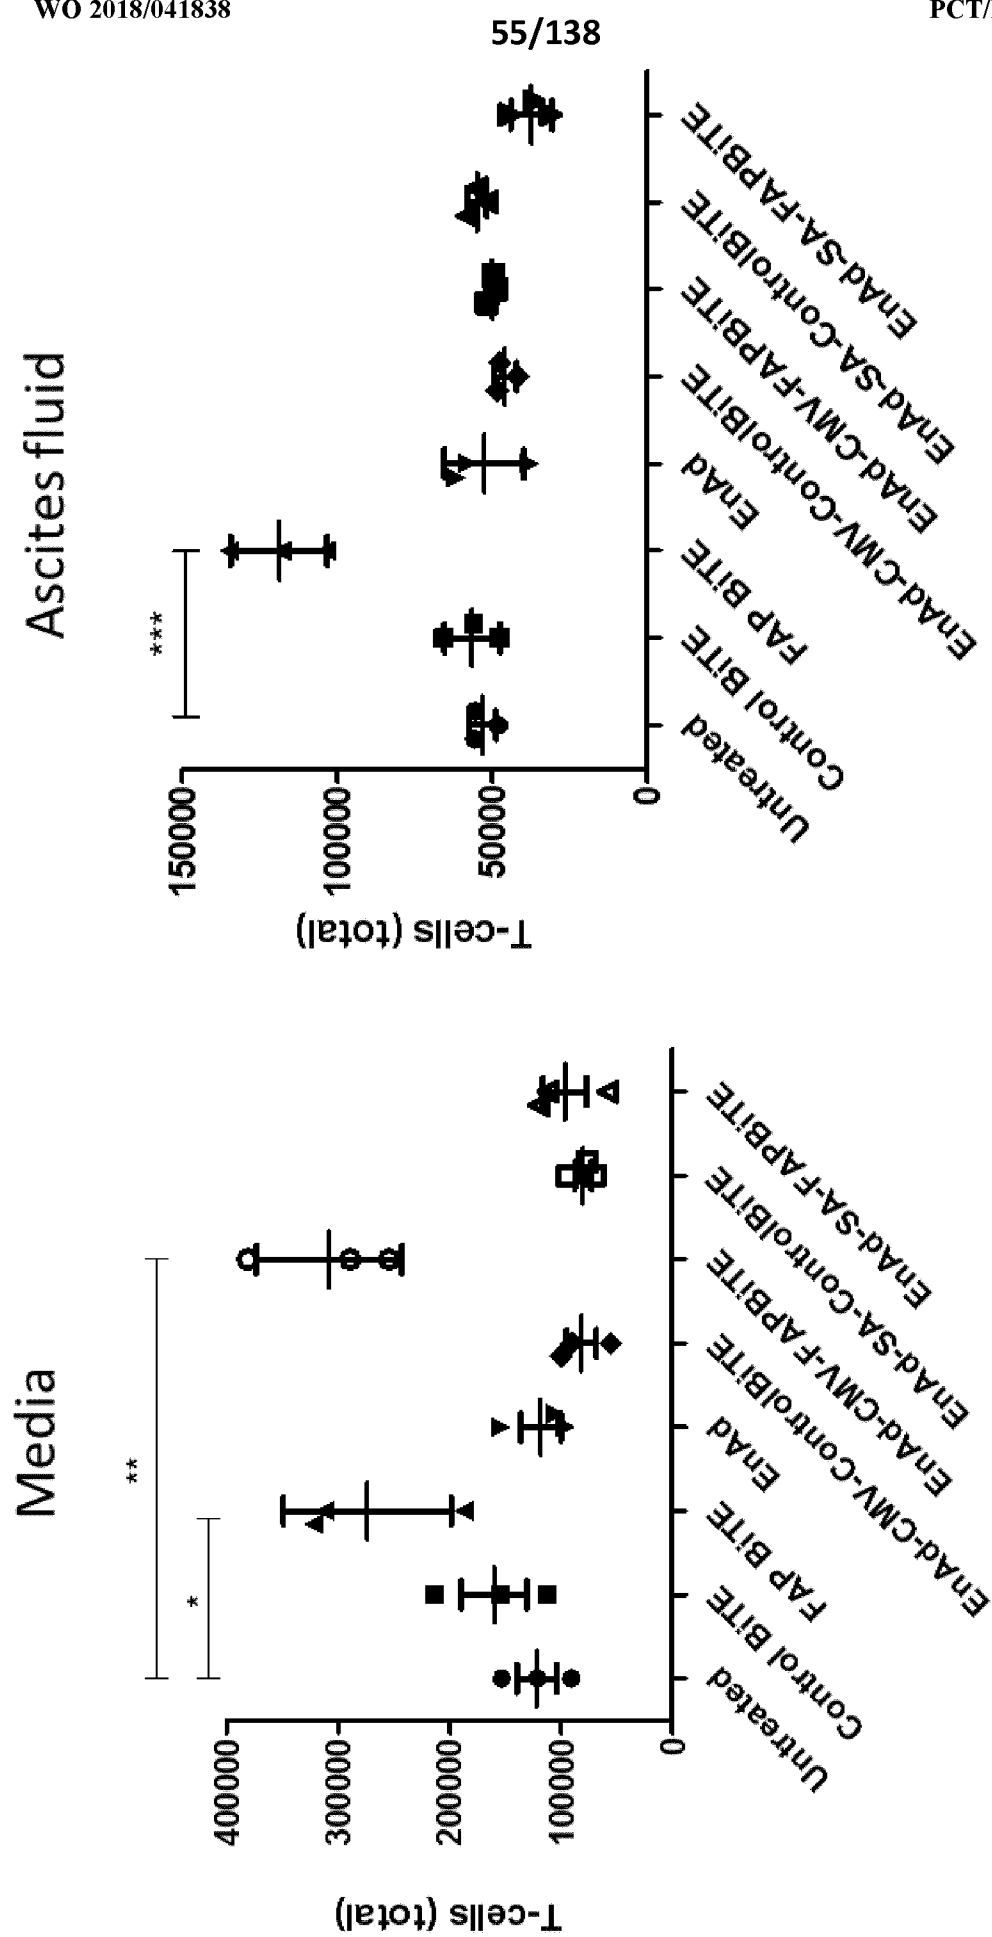 WO 2018/041838
PCT/
55/138
Media
T-cells (total)
400000
300000
200000
100000
0
**
*
Untreated
Control BiTE
FAP BiTE
EnAd
EnAd-CMV-ControlBiTE
EnAd-CMV-FAPBiTE
EnAd-SA-ControlBiTE
EnAd-SA-FAPBiTE
Ascites fluid
T-cells (total)
150000
100000
50000
0
***
Untreated
Control BiTE
FAP BiTE
EnAd
EnAd-CMV-ControlBiTE
EnAd-CMV-FAPBiTE
EnAd-SA-ControlBiTE
EnAd-SA-FAPBiTE